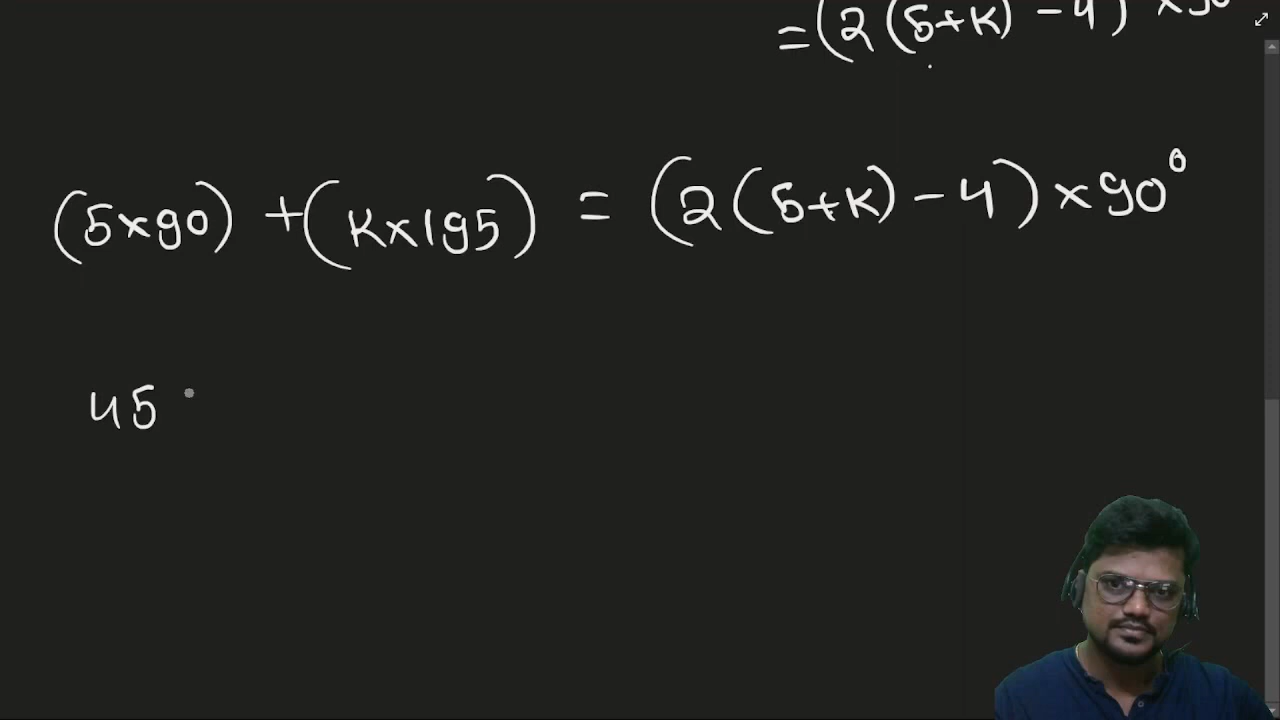 =(2(5+K) -4) ×90
(5×90) +(K×195) = (2(5+K)-4)×90°
45